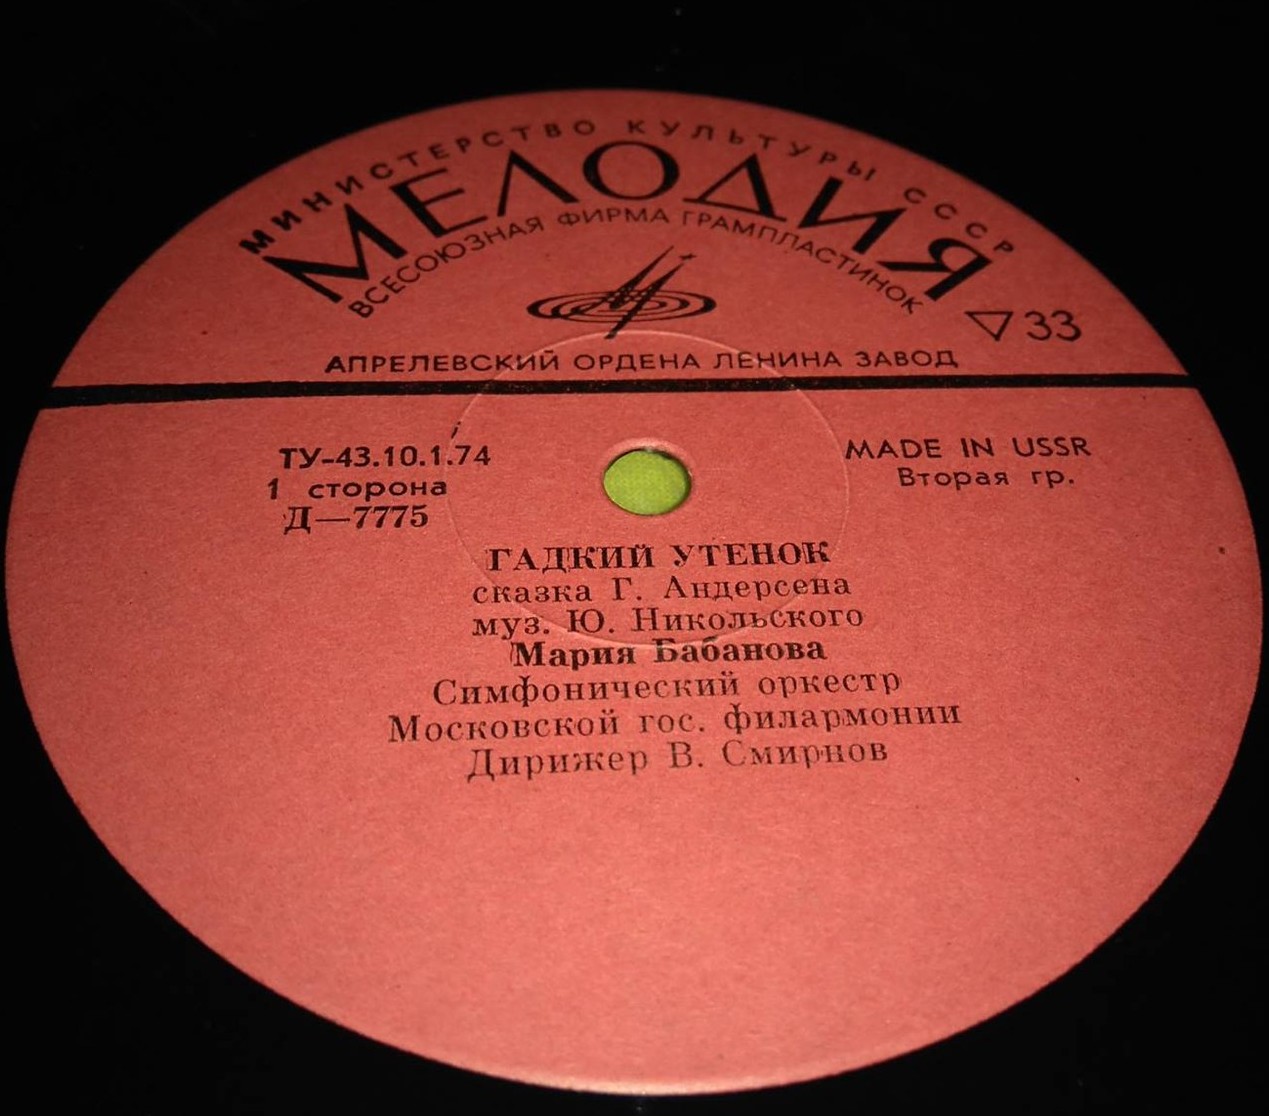 МИНИСТЕРСТВО КУЛЬТУРЫ СССР
МЕЛОДИЯ
ВСЕСОЮЗНАЯ ФИРМА ГРАМПЛАСТИНОК
33
АПРЕЛЕВСКИЙ ОРДЕНА ЛЕНИНА ЗАВОД
ТУ-43.10.1.74
MADE IN USSR
1 сторона
Вторая гр.
Д—7775
ГАДКИЙ УТЕНОК
сказка Г. Андерсена
муз. Ю. Никольского
Мария Бабанова
Симфонический оркестр
Московской гос. филармонии
Дирижер В. Смирнов